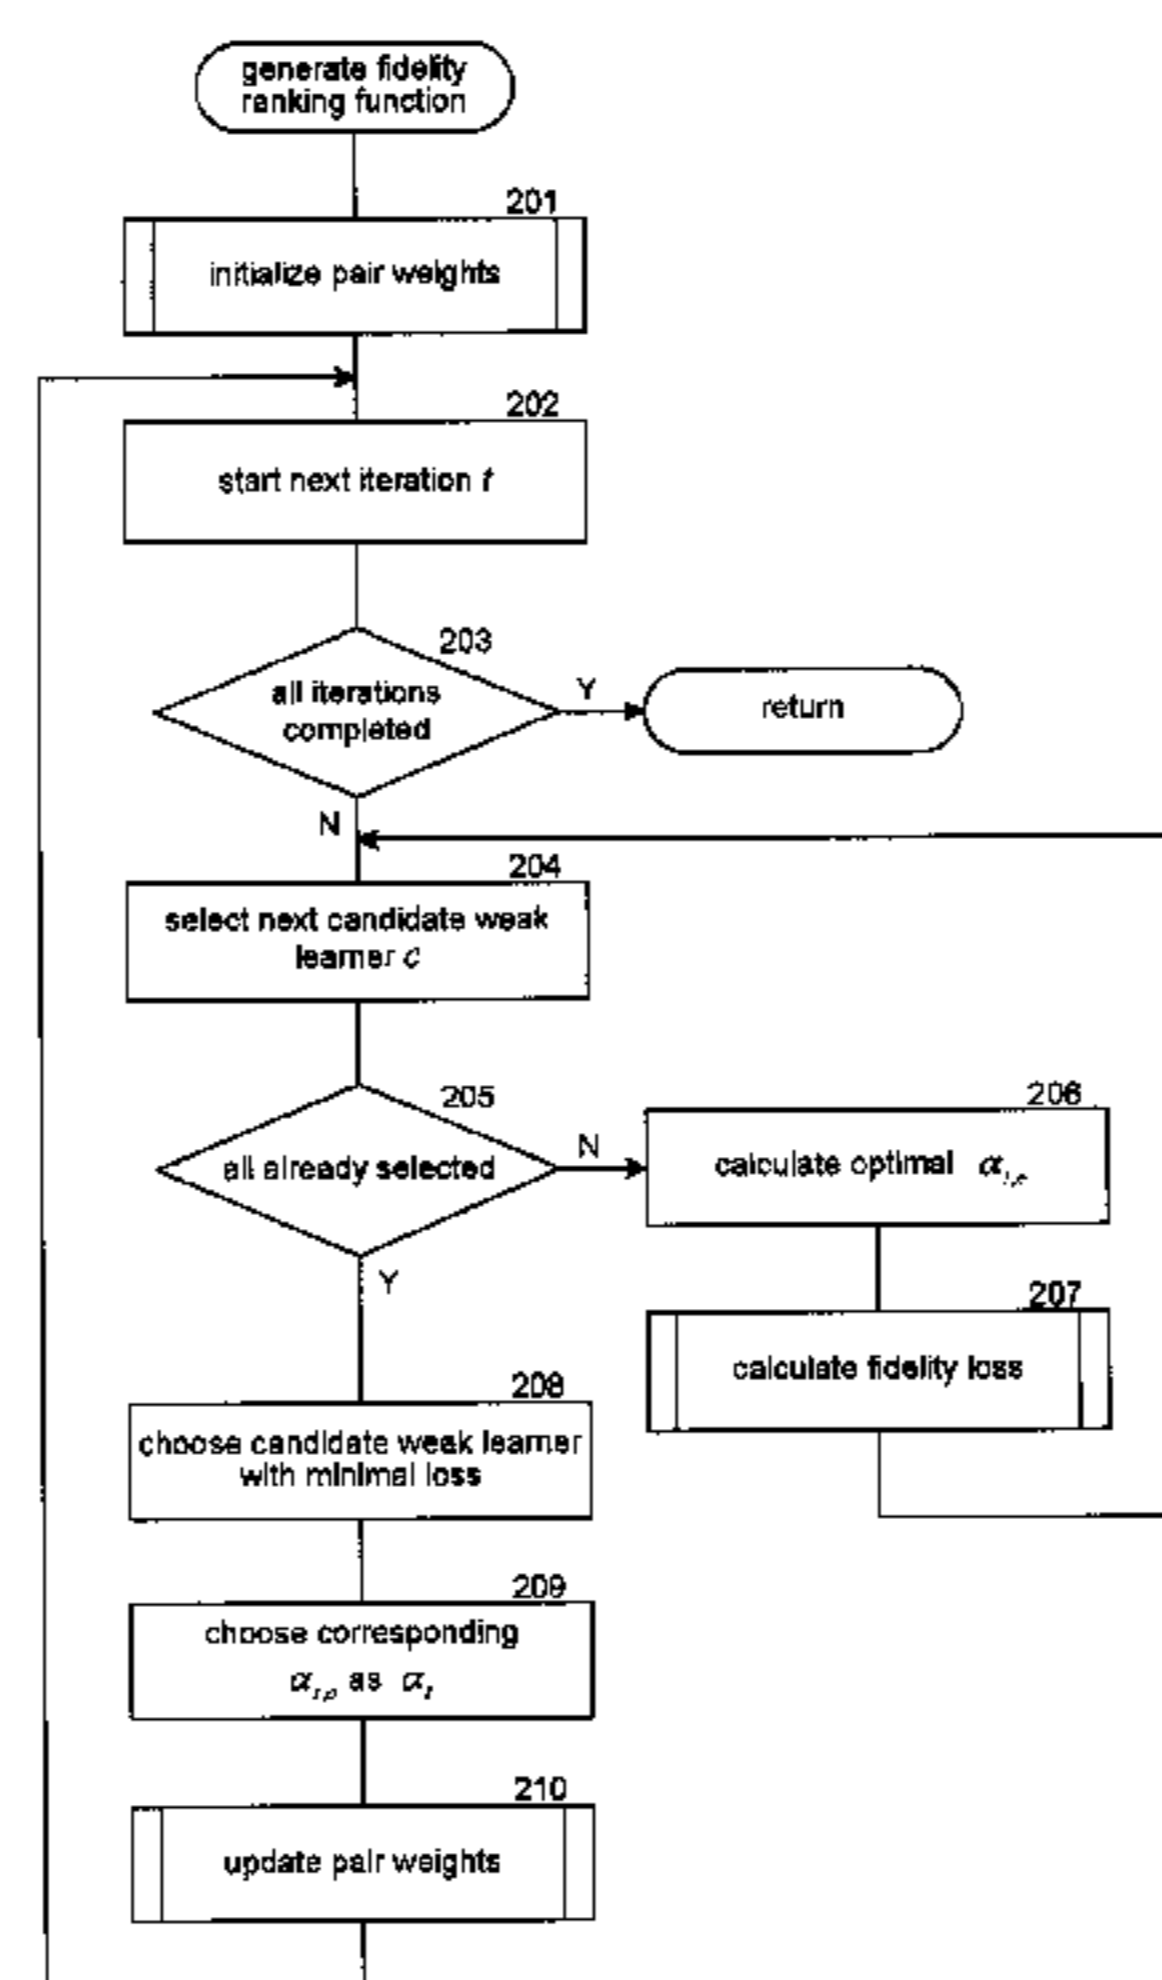 generate fidelity
ranking function
201
initialize pair weights
202
start next iteration t
203
all iterations
completed
Y
return
N
204
select next candidate weak
learner c
205
all already selected
N
206
calculate optimal α
207
calculate fidelity loss
Y
208
choose candidate weak learner
with minimal loss
209
choose corresponding
α as α
210
update pair weights